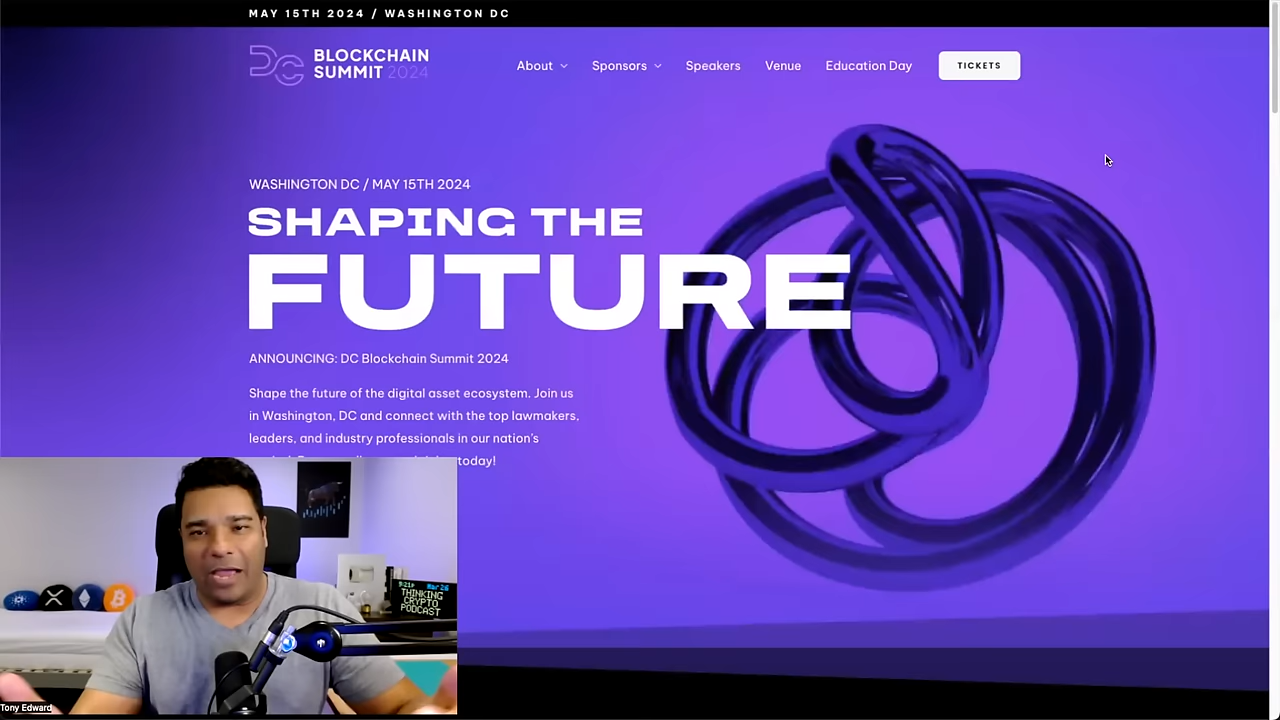 MAY 15TH 2024 / WASHINGTON DC
BLOCKCHAIN
SUMMIT 2024
About
Sponsors
Speakers
Venue
Education Day
TICKETS
WASHINGTON DC / MAY 15TH 2024
SHAPING THE
FUTURE
ANNOUNCING: DC Blockchain Summit 2024
Shape the future of the digital asset ecosystem. Join us
in Washington, DC and connect with the top lawmakers,
leaders, and industry professionals in our nation's
today!
Mar 26
THINKING
CRYPTO
PODCAST
Tony Edward